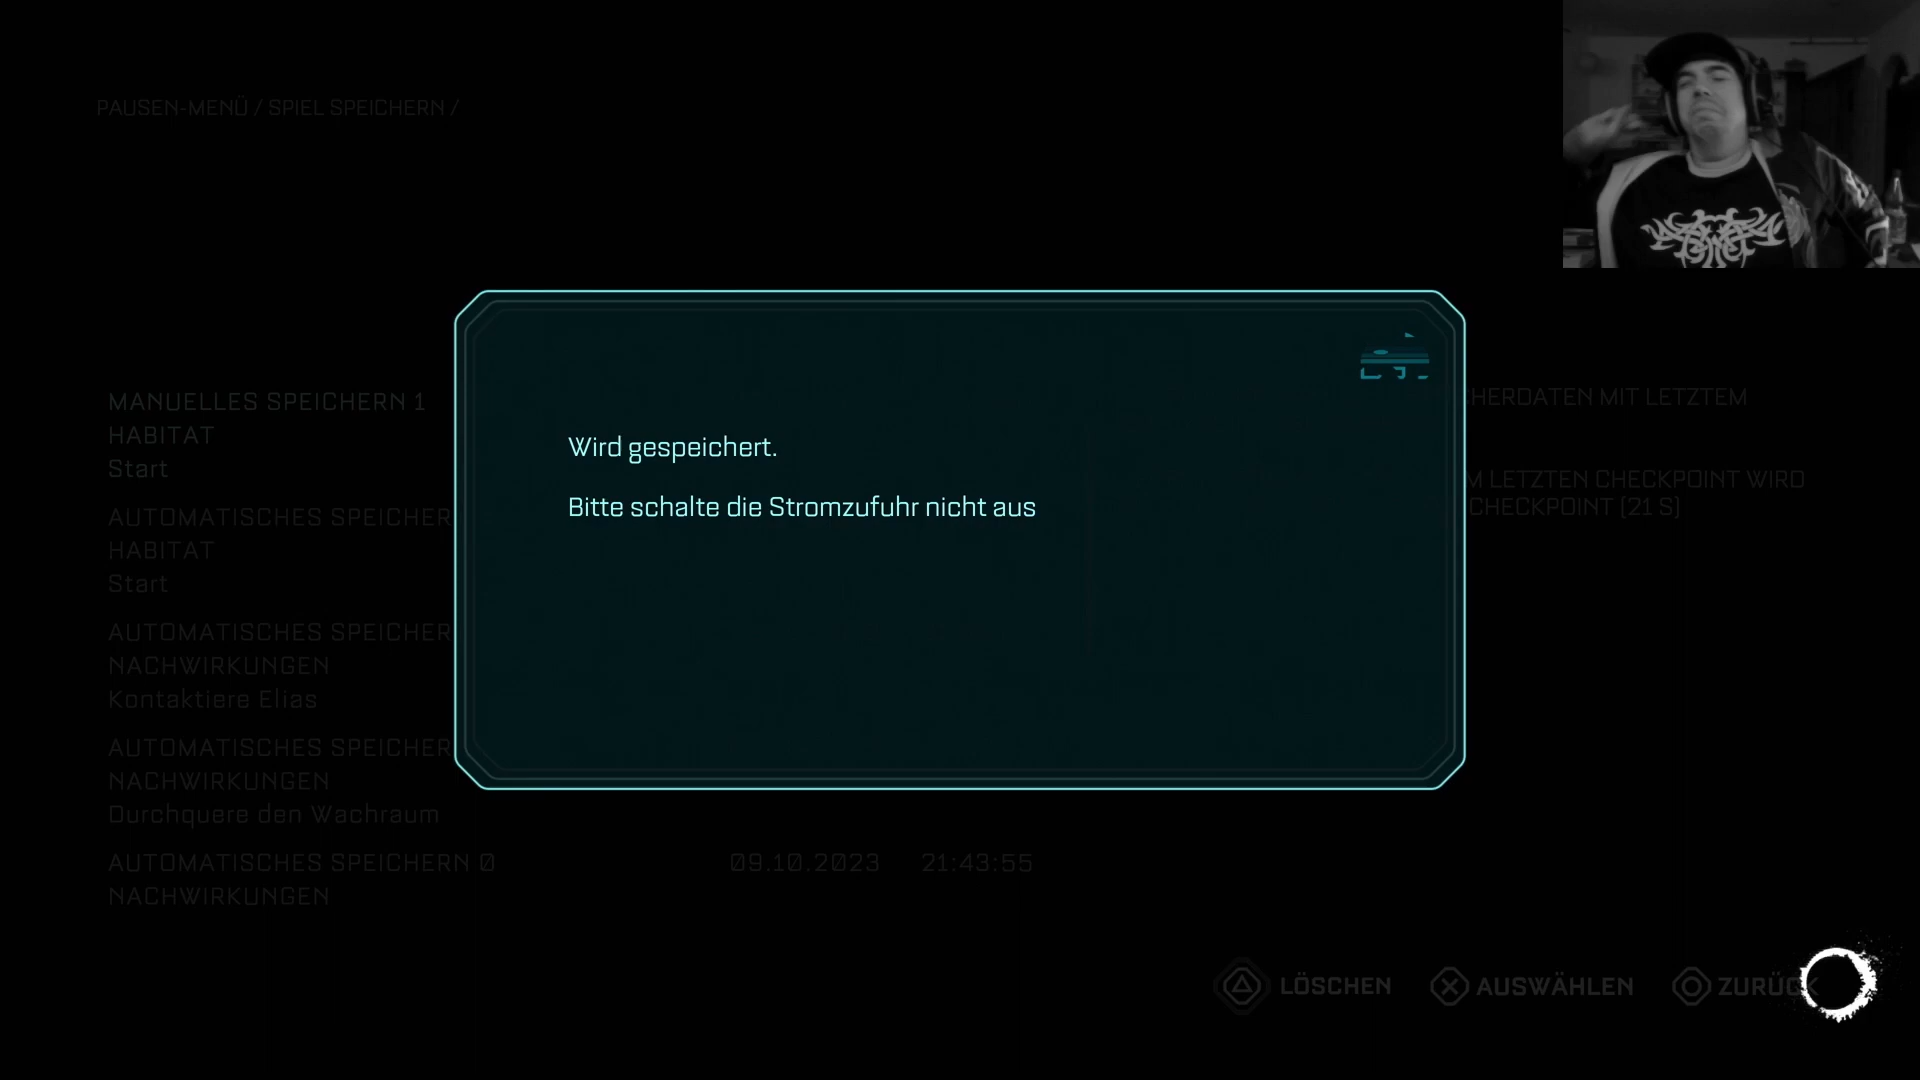 PAUSEN-MENÜ / SPIEL SPEICHERN /
MANUELLES SPEICHERN 1
HABITAT
Start
AUTOMATISCHES SPEICHER
HABITAT
Start
AUTOMATISCHES SPEICHER
NACHWIRKUNGEN
Kontaktiere Elias
AUTOMATISCHES SPEICHER
NACHWIRKUNGEN
Durchquere den Wachraum
AUTOMATISCHES SPEICHERN 0 09.10.2023 21:43:55
NACHWIRKUNGEN
Wird gespeichert.
Bitte schalte die Stromzufuhr nicht aus
HERDATEN MIT LETZTEM
M LETZTEN CHECKPOINT WIRD
CHECKPOINT [21 S]
LÖSCHEN AUSWÄHLEN ZURÜCK